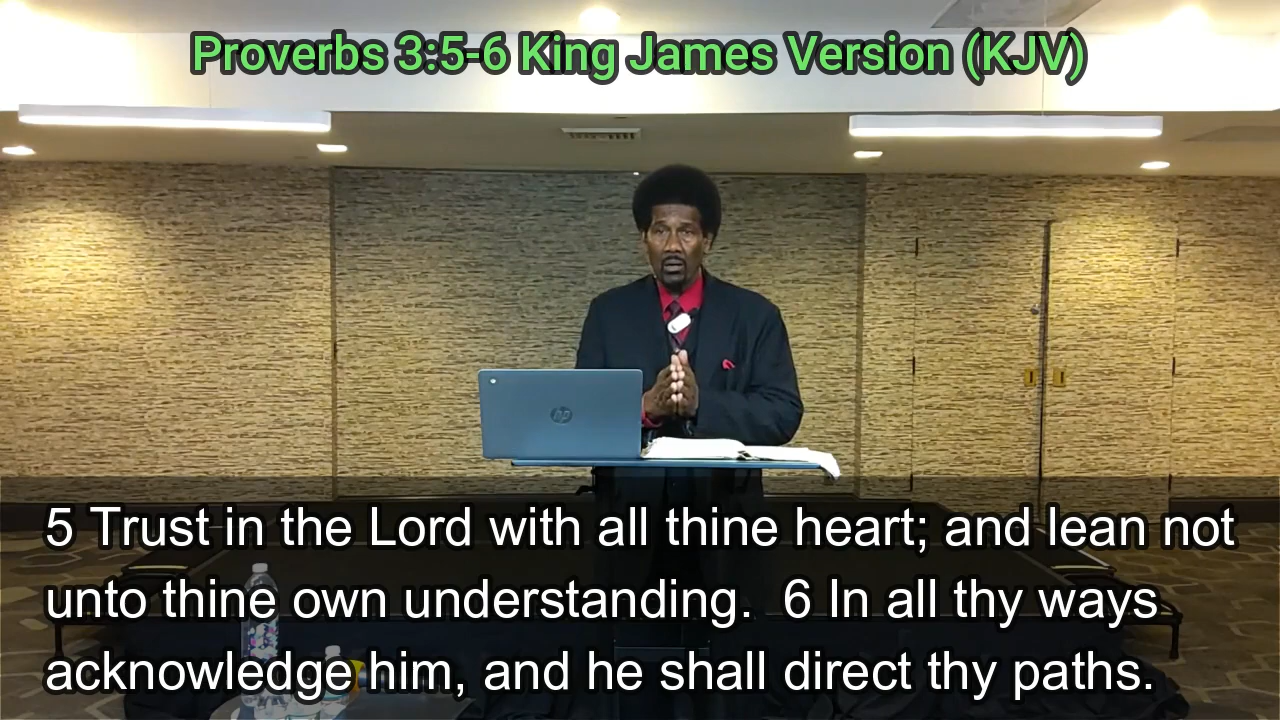 Proverbs 3:5-6 King James Version (KJV)
hp
5 Trust in the Lord with all thine heart; and lean not
unto thine own understanding.  6 In all thy ways
acknowledge him, and he shall direct thy paths.